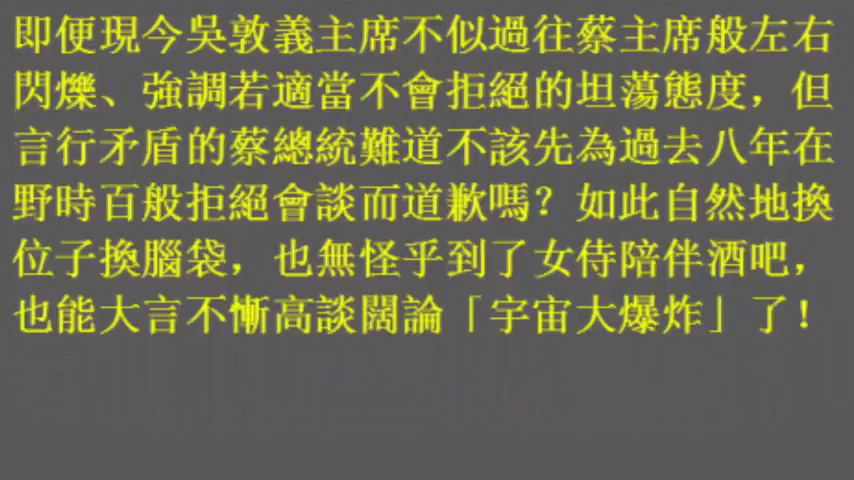 即便現今吳敦義主席不似過往蔡主席般左右
閃爍、強調若適當不會拒絕的坦蕩態度，但
言行矛盾的蔡總統難道不該先為過去八年在
野時百般拒絕會談而道歉嗎？如此自然地換
位子換腦袋，也無怪乎到了女侍陪伴酒吧，
也能大言不慚高談闊論「宇宙大爆炸」了！